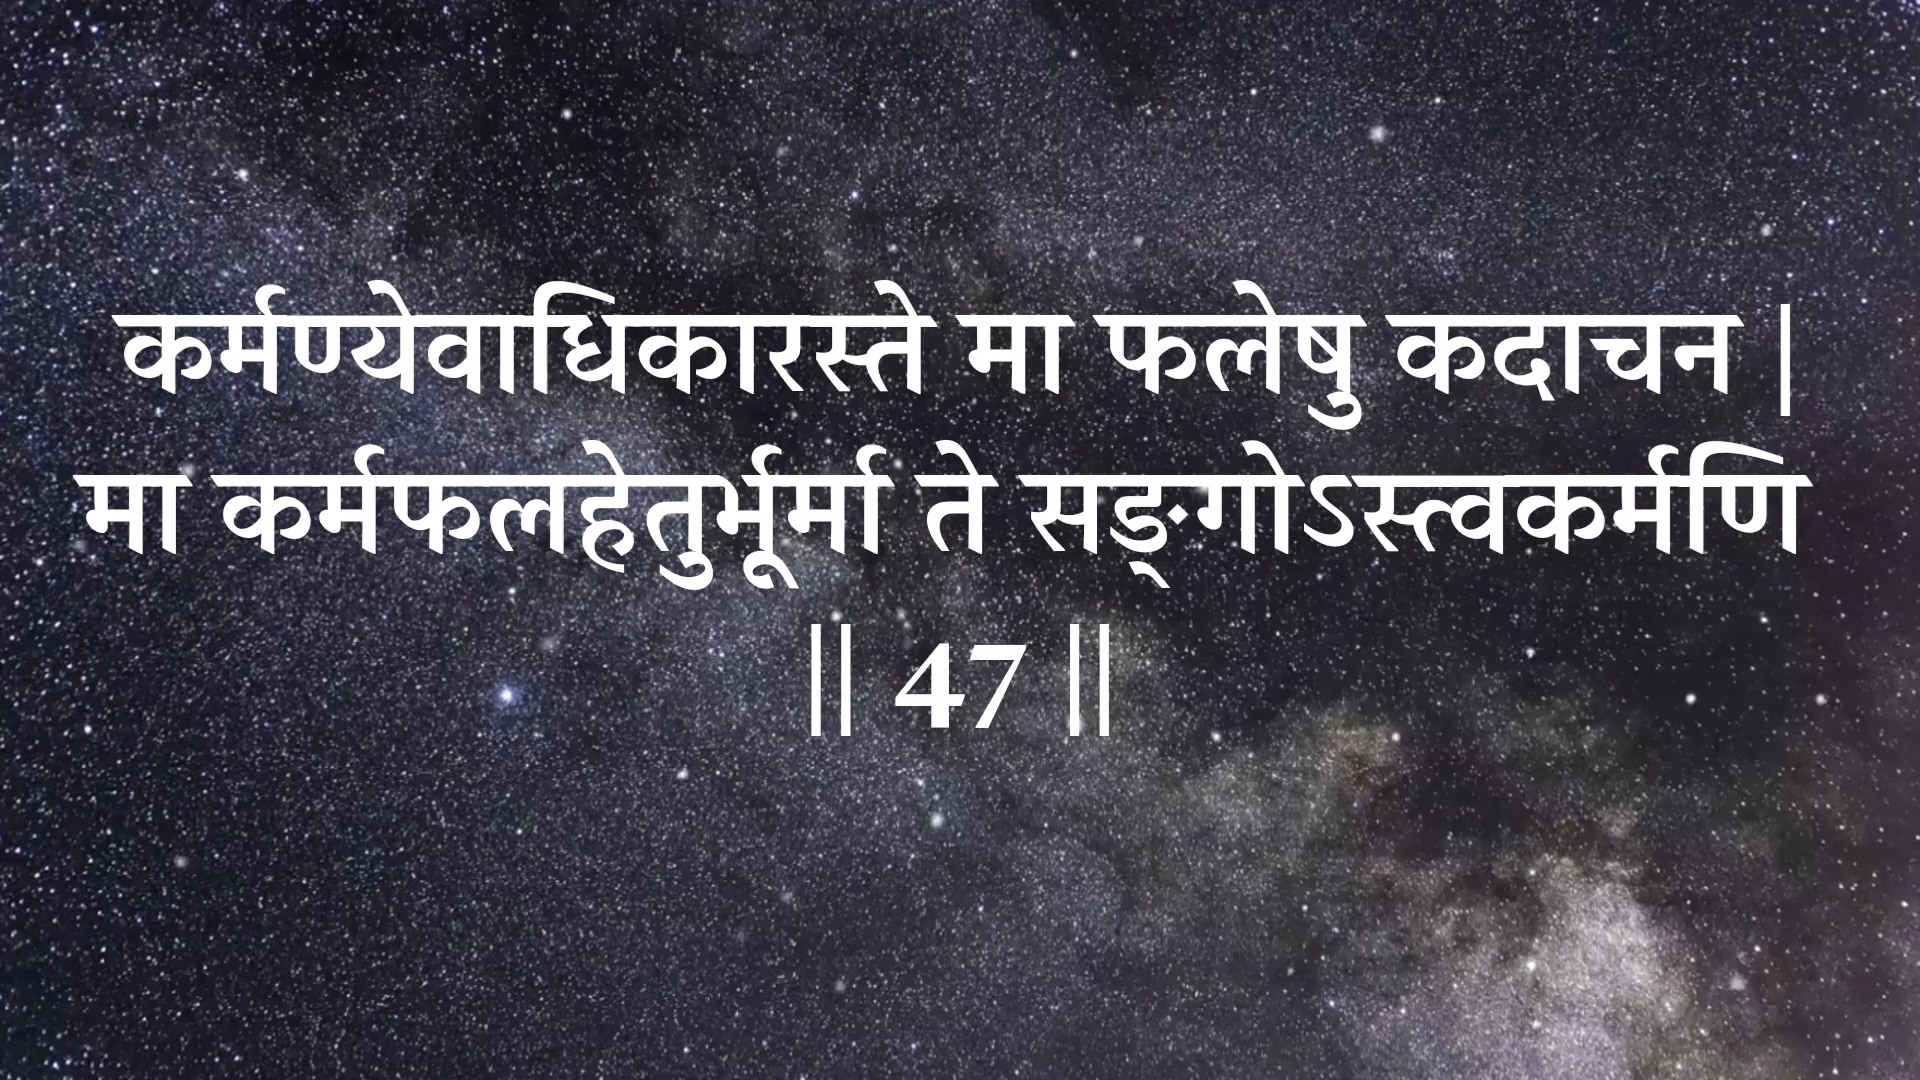 कर्मण्येवाधिकारस्ते मा फलेषु कदाचन |
मा कर्मफलहेतुर्भूर्मा ते सङ्गोऽस्त्वकर्मणि
|| 47 ||